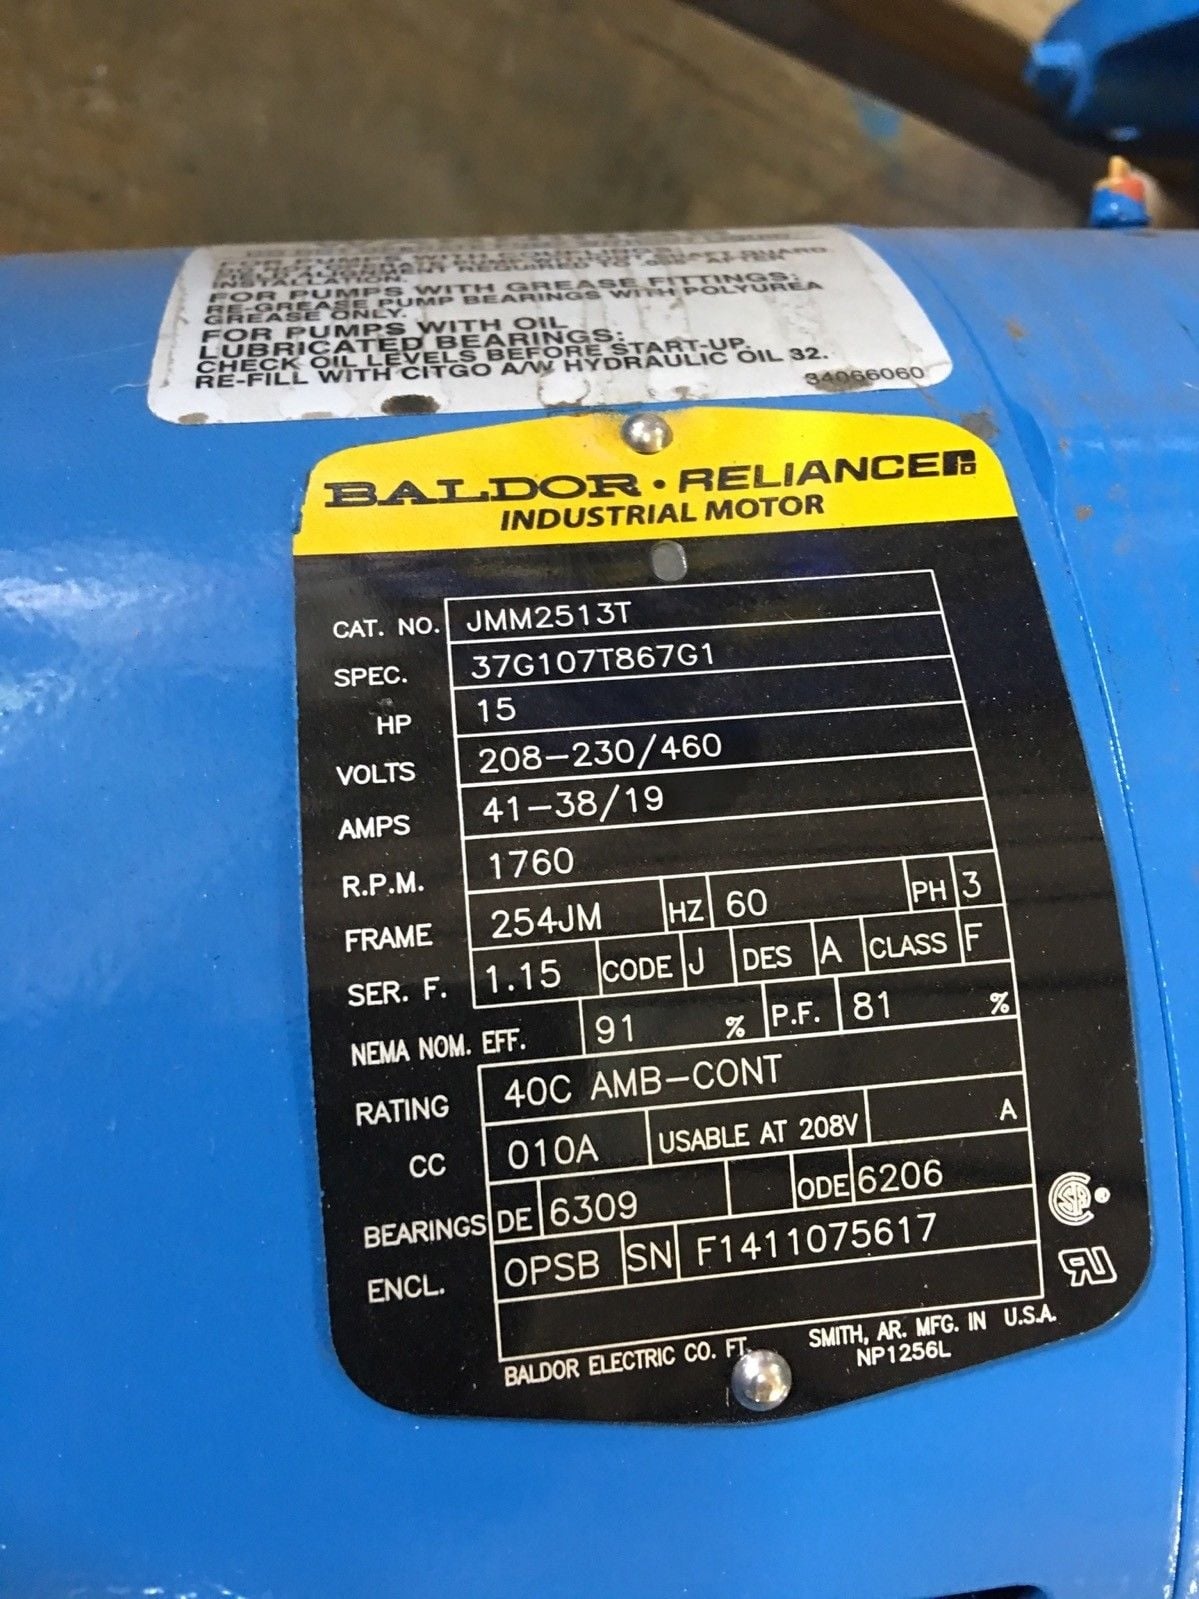 FOR PUMPS WITH COUPLINGS:
INSTALLATION.
FOR PUMPS WITH GREASE FITTINGS:
RE-GREASE PUMP BEARINGS WITH POLYUREA
GREASE ONLY.
FOR PUMPS WITH OIL
LUBRICATED BEARINGS:
CHECK OIL LEVELS BEFORE START-UP.
RE-FILL WITH CITGO A/W HYDRAULIC OIL 32.
34066060
BALDOR • RELIANCE
INDUSTRIAL MOTOR
CAT. NO. JMM2513T
SPEC. 37G107T867G1
HP 15
VOLTS 208-230/460
AMPS 41-38/19
R.P.M. 1760
FRAME 254JM HZ 60 PH 3
SER. F. 1.15 CODE J DES A CLASS F
NEMA NOM. EFF. 91 % P.F. 81 %
RATING 40C AMB-CONT
CC 010A USABLE AT 208V A
BEARINGS DE 6309 ODE 6206
ENCL. OPSB SN F1411075617
BALDOR ELECTRIC CO. FT. SMITH, AR. MFG. IN U.S.A.
NP1256L